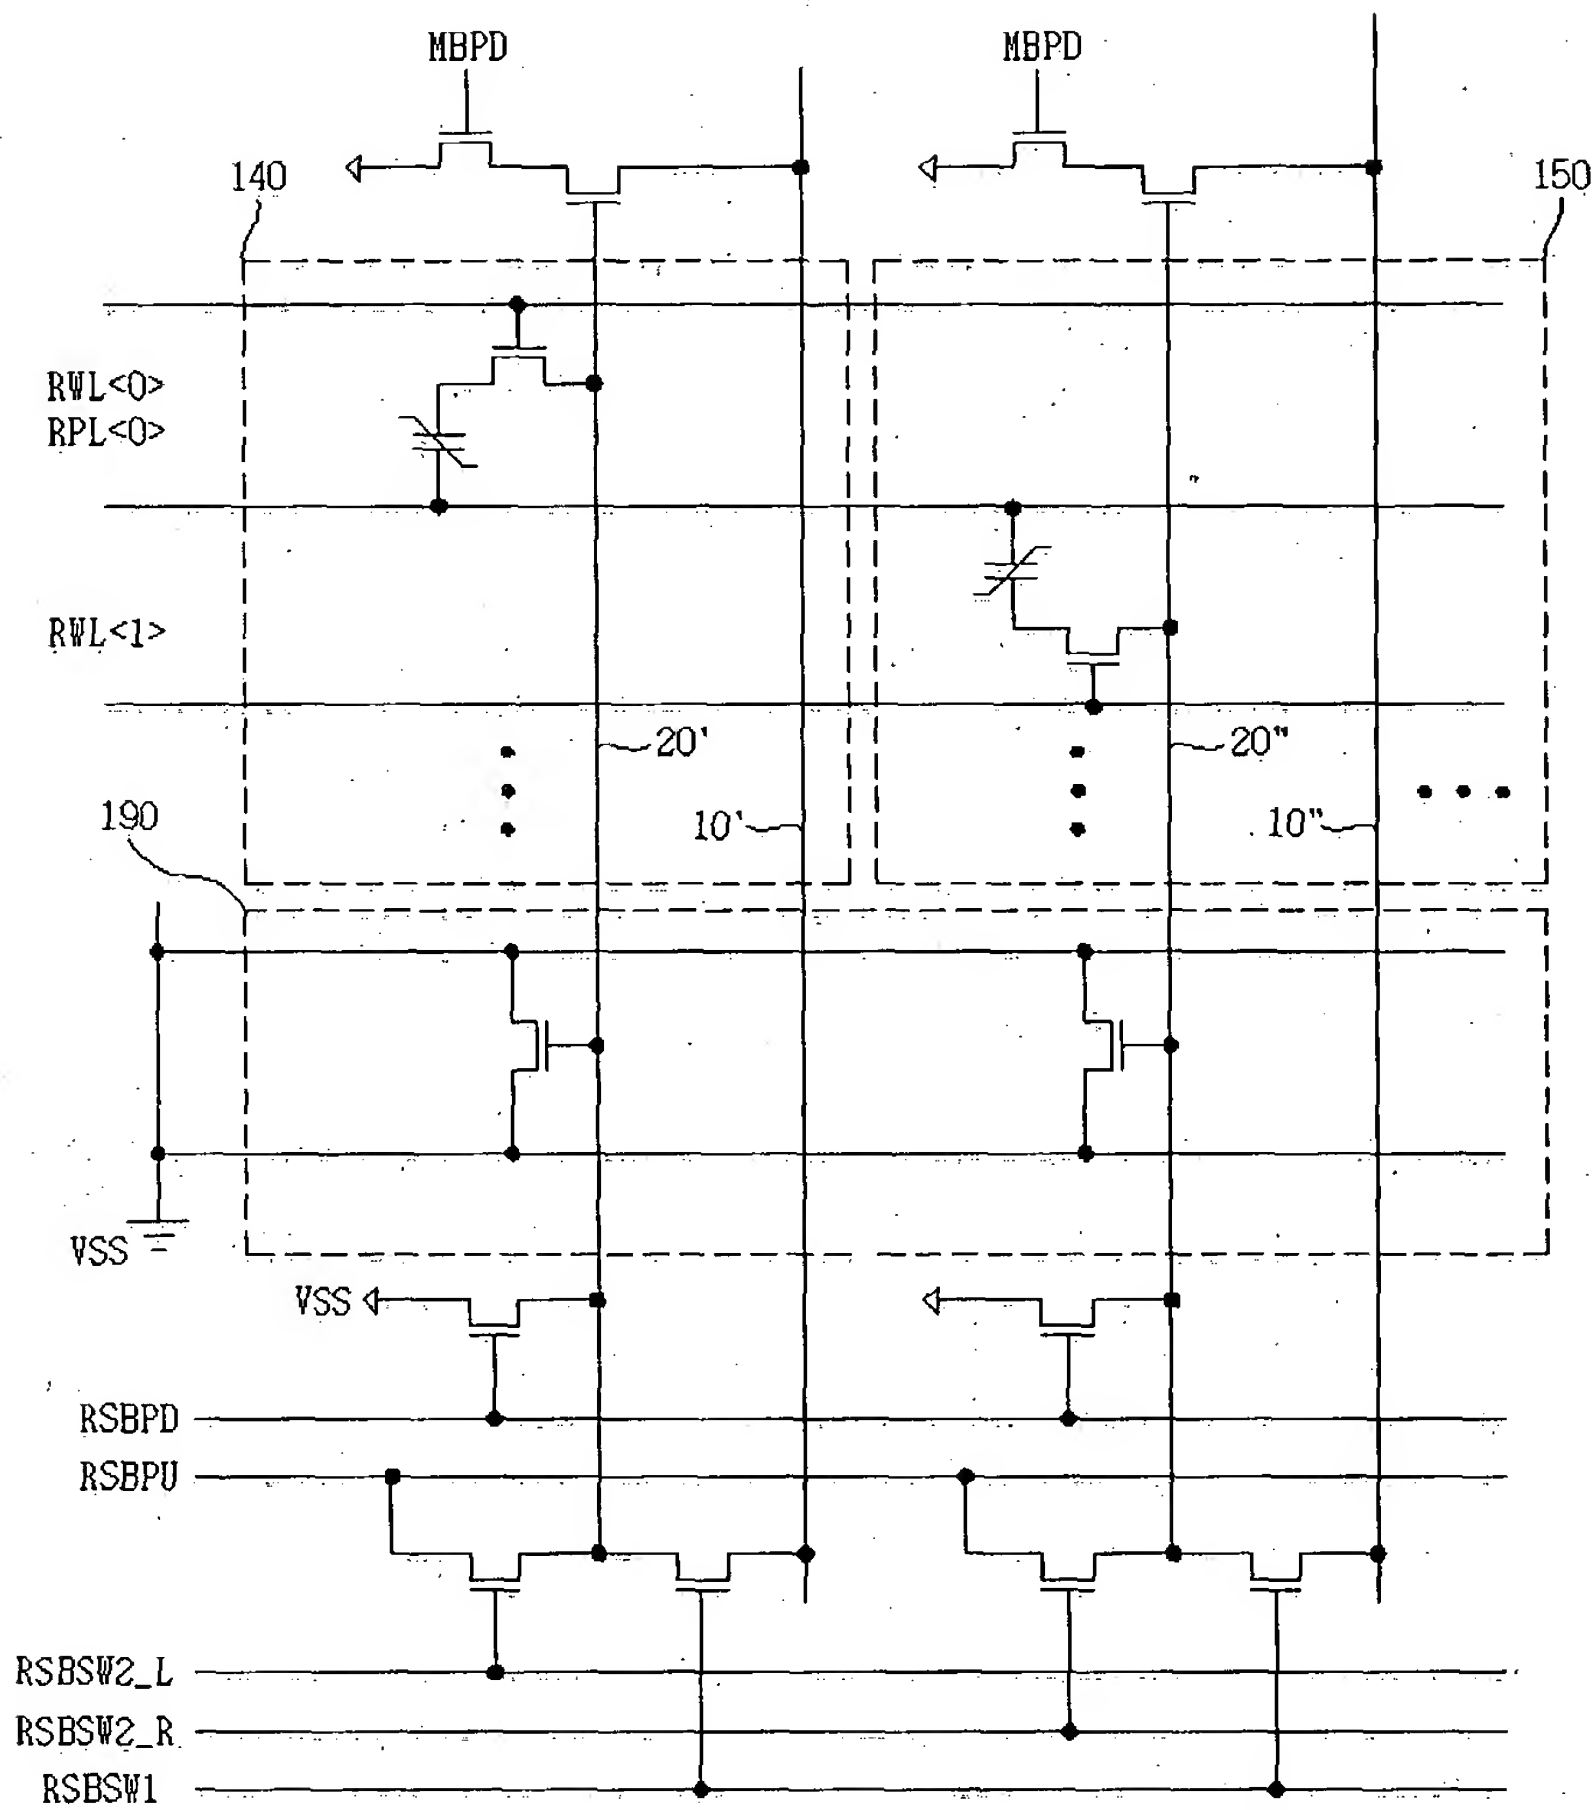 MBPD
MBPD
140
150
RWL<0>
RPL<0>
RWL<1>
20'
20"
190
10'
10"
VSS
VSS
RSBPD
RSBPU
RSBSW2_L
RSBSW2_R
RSBSW1